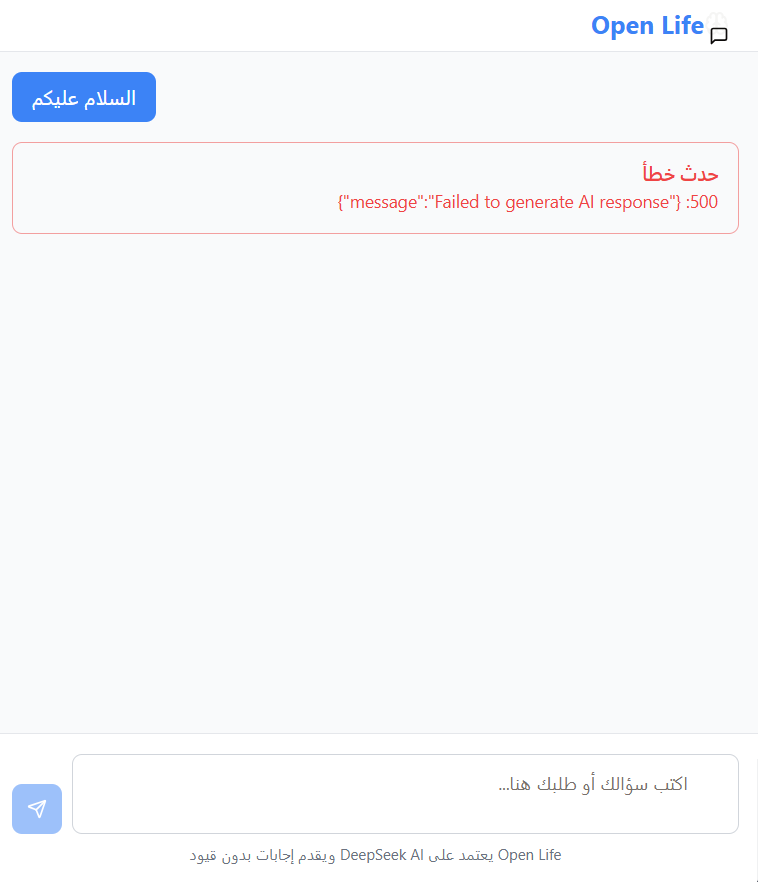 Open Life
السلام عليكم
حدث خطأ
500: {"message":"Failed to generate AI response"}
اكتب سؤالك أو طلبك هنا...
Open Life يعتمد على DeepSeek AI ويقدم إجابات بدون قيود